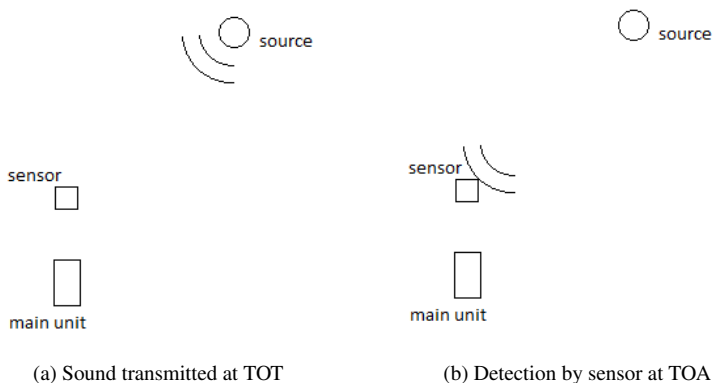 source
sensor
main unit
(a) Sound transmitted at TOT
source
sensor
main unit
(b) Detection by sensor at TOA